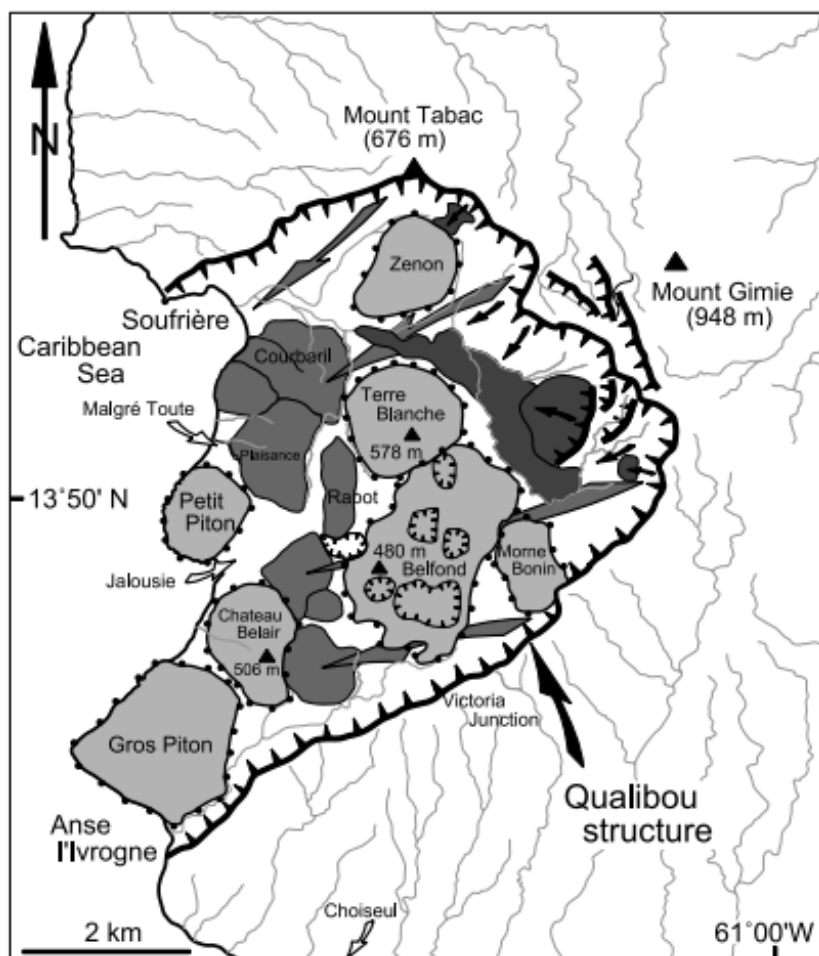 Mount Tabac
(676 m)
N
Zenon
Mount Gimie
(948 m)
Soufrière
Caribbean
Sea
Courbaril
Malgré Toute
Terre
Blanche
578 m
Plaisance
13°50' N
Petit
Piton
Rabot
480 m
Belfond
Morne
Bonin
Jalousie
Chateau
Belair
506 m
Victoria
Junction
Gros Piton
Qualibou
structure
Anse
l'Ivrogne
Choiseul
2 km
61°00'W